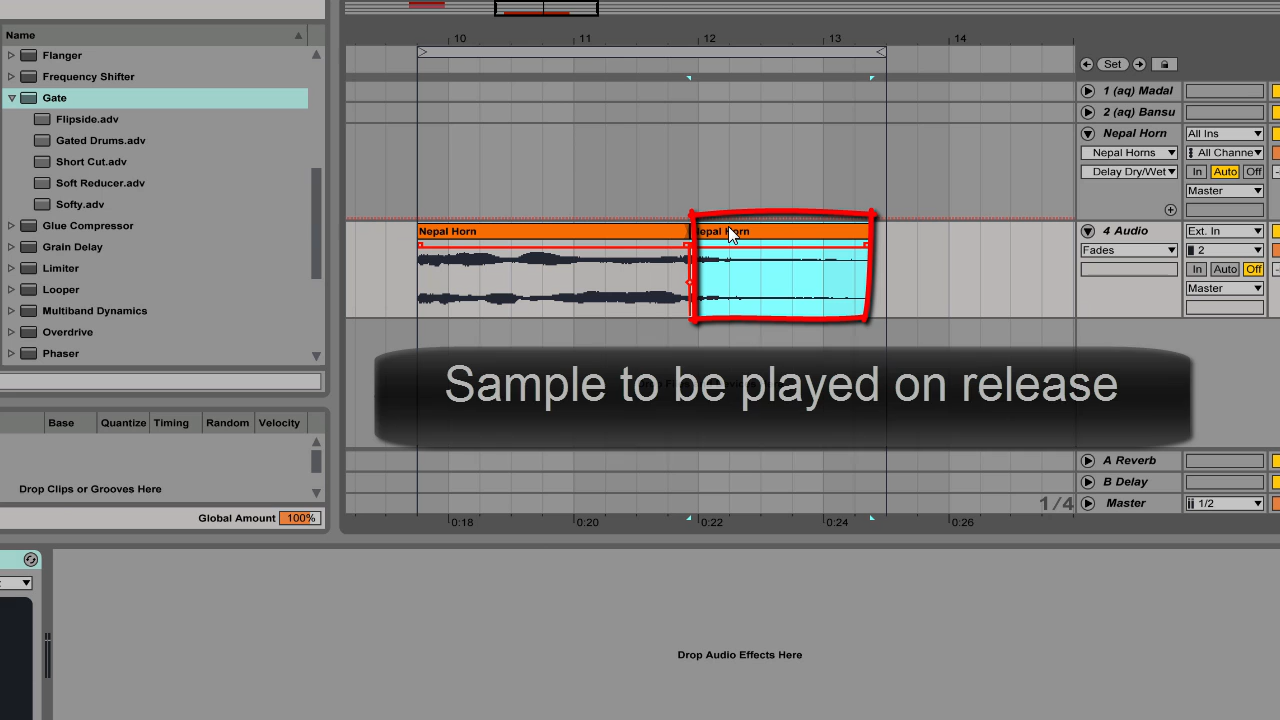 Name
Flanger
Frequency Shifter
Gate
Flipside.adv
Gated Drums.adv
Short Cut.adv
Soft Reducer.adv
Softy.adv
Glue Compressor
Grain Delay
Limiter
Looper
Multiband Dynamics
Overdrive
Phaser
Base Quantize Timing Random Velocity
Drop Clips or Grooves Here
Global Amount 100%
10 11 12 13 14
Set
1 (aq) Madal
2 (aq) Bansu
Nepal Horn All Ins
Nepal Horns All Channe
Delay Dry/Wet In Auto Off
Master
Nepal Horn
Nepal Horn
4 Audio Ext. In
Fades 2
In Auto Off
Master
Sample to be played on release
A Reverb
B Delay
1/4 Master 1/2
0:18 0:20 0:22 0:24 0:26
Drop Audio Effects Here